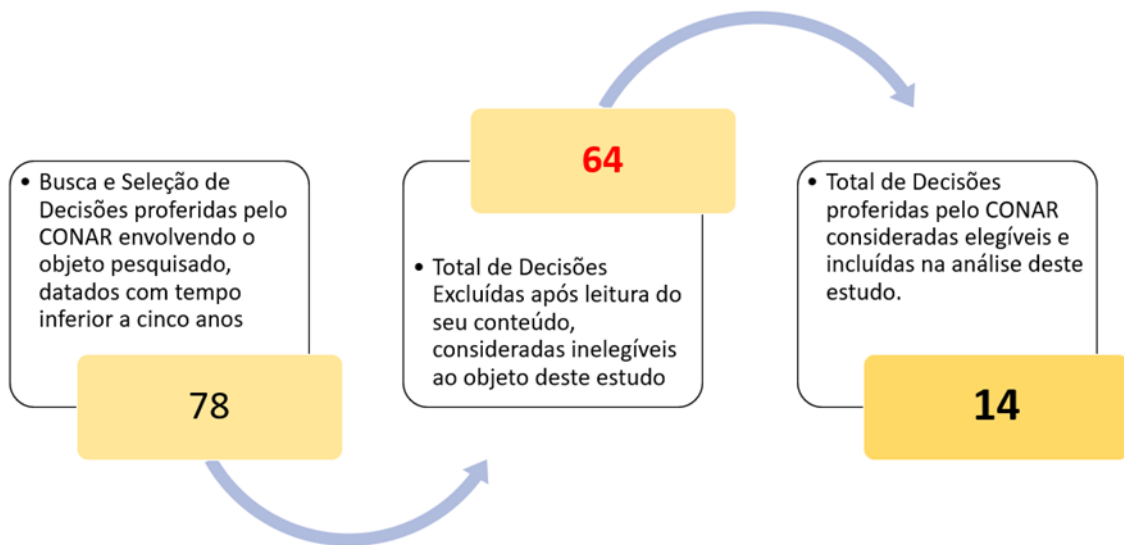 • Busca e Seleção de
Decisões proferidas pelo
CONAR envolvendo o
objeto pesquisado,
datados com tempo
inferior a cinco anos
78
64
• Total de Decisões
Excluídas após leitura do
seu conteúdo,
consideradas inelegíveis
ao objeto deste estudo
• Total de Decisões
proferidas pelo CONAR
consideradas elegíveis e
incluídas na análise deste
estudo.
14